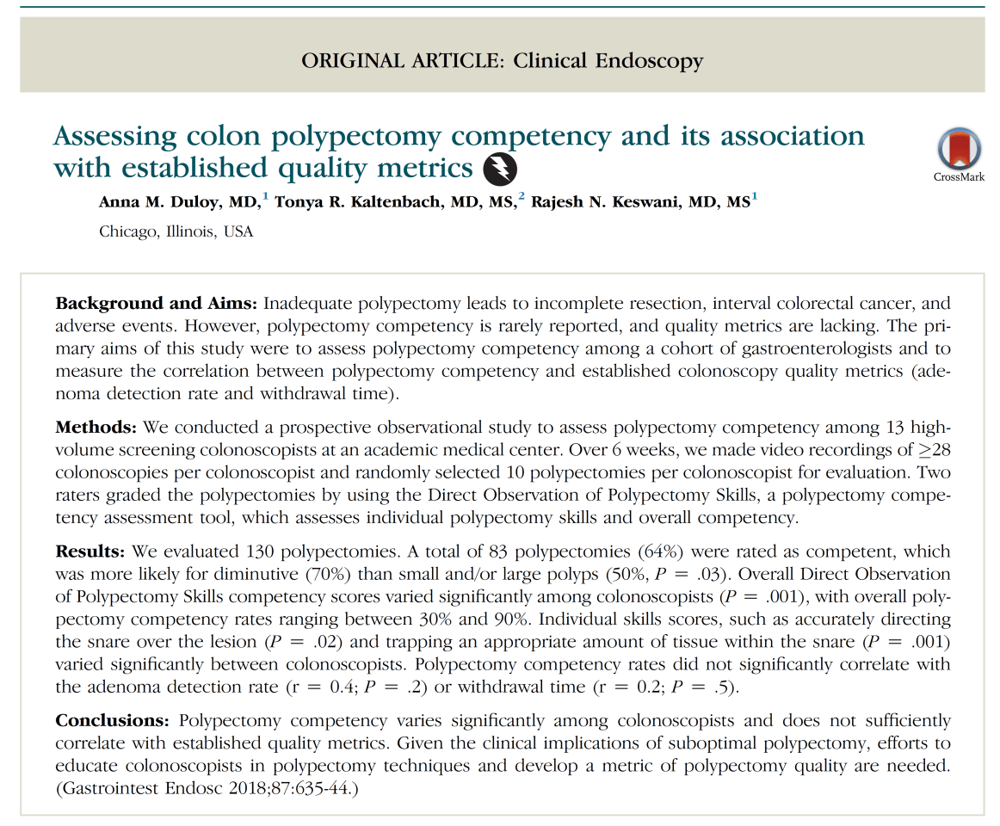 ORIGINAL ARTICLE: Clinical Endoscopy
Assessing colon polypectomy competency and its association
with established quality metrics
CrossMark
Anna M. Duloy, MD,1 Tonya R. Kaltenbach, MD, MS,2 Rajesh N. Keswani, MD, MS1
Chicago, Illinois, USA
Background and Aims: Inadequate polypectomy leads to incomplete resection, interval colorectal cancer, and
adverse events. However, polypectomy competency is rarely reported, and quality metrics are lacking. The pri-
mary aims of this study were to assess polypectomy competency among a cohort of gastroenterologists and to
measure the correlation between polypectomy competency and established colonoscopy quality metrics (ade-
noma detection rate and withdrawal time).
Methods: We conducted a prospective observational study to assess polypectomy competency among 13 high-
volume screening colonoscopists at an academic medical center. Over 6 weeks, we made video recordings of ≥28
colonoscopies per colonoscopist and randomly selected 10 polypectomies per colonoscopist for evaluation. Two
raters graded the polypectomies by using the Direct Observation of Polypectomy Skills, a polypectomy compe-
tency assessment tool, which assesses individual polypectomy skills and overall competency.
Results: We evaluated 130 polypectomies. A total of 83 polypectomies (64%) were rated as competent, which
was more likely for diminutive (70%) than small and/or large polyps (50%, P = .03). Overall Direct Observation
of Polypectomy Skills competency scores varied significantly among colonoscopists (P = .001), with overall poly-
pectomy competency rates ranging between 30% and 90%. Individual skills scores, such as accurately directing
the snare over the lesion (P = .02) and trapping an appropriate amount of tissue within the snare (P = .001)
varied significantly between colonoscopists. Polypectomy competency rates did not significantly correlate with
the adenoma detection rate (r = 0.4; P = .2) or withdrawal time (r = 0.2; P = .5).
Conclusions: Polypectomy competency varies significantly among colonoscopists and does not sufficiently
correlate with established quality metrics. Given the clinical implications of suboptimal polypectomy, efforts to
educate colonoscopists in polypectomy techniques and develop a metric of polypectomy quality are needed.
(Gastrointest Endosc 2018;87:635-44.)